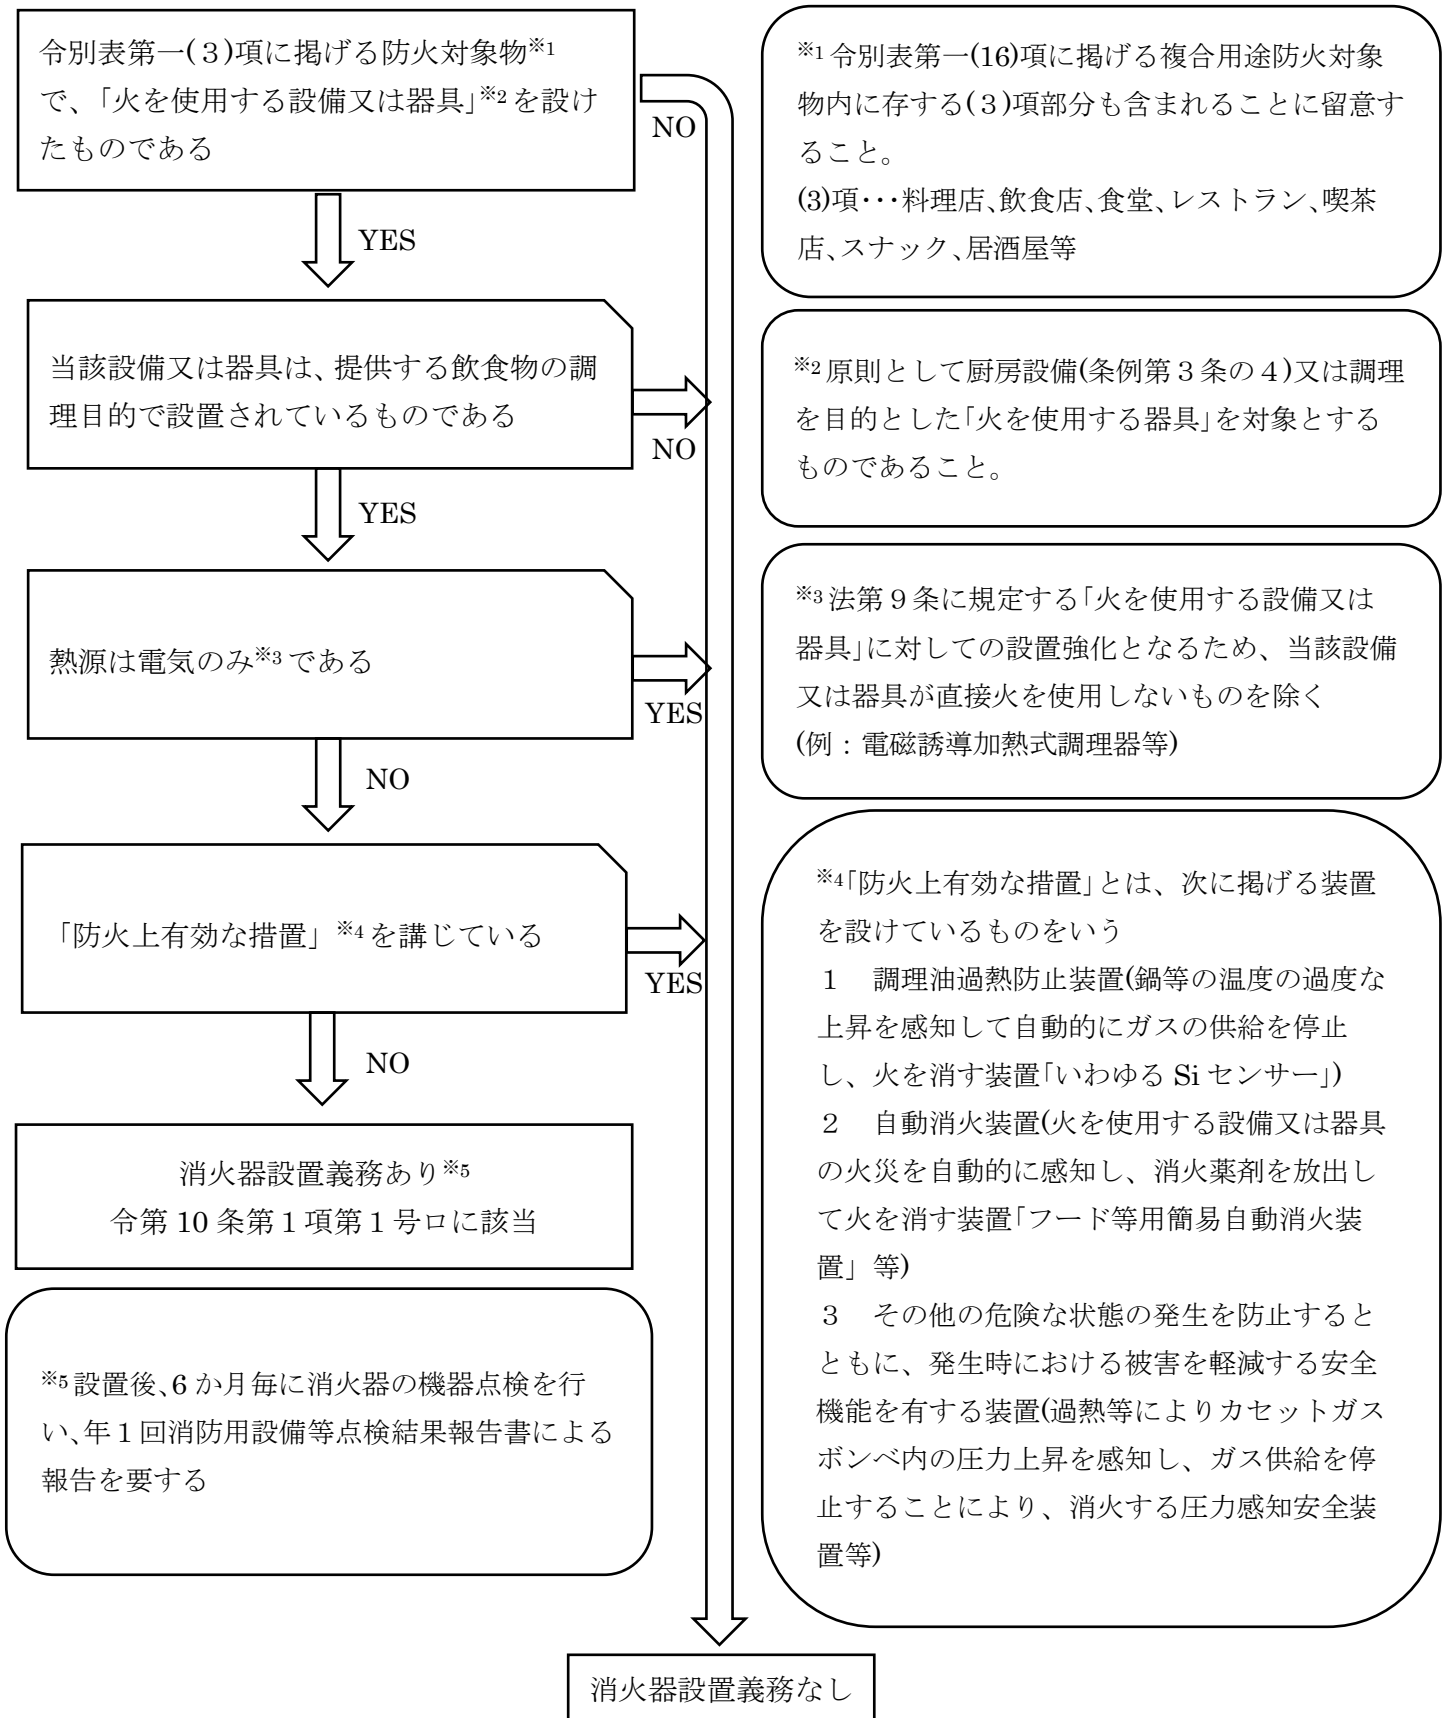 令別表第一(３)項に掲げる防火対象物※1
で、「火を使用する設備又は器具」※2を設け
たものである
NO
YES
当該設備又は器具は、提供する飲食物の調
理目的で設置されているものである
NO
YES
熱源は電気のみ※3である
YES
NO
「防火上有効な措置」※4を講じている
YES
NO
消火器設置義務あり※5
令第 10 条第１項第１号ロに該当
※5設置後、6 か月毎に消火器の機器点検を行
い、年１回消防用設備等点検結果報告書による
報告を要する
※1令別表第一(16)項に掲げる複合用途防火対象
物内に存する(３)項部分も含まれることに留意す
ること。
(3)項･･･料理店、飲食店、食堂、レストラン、喫茶
店、スナック、居酒屋等
※2原則として厨房設備(条例第３条の４)又は調理
を目的とした「火を使用する器具」を対象とする
ものであること。
※3法第９条に規定する「火を使用する設備又は
器具」に対しての設置強化となるため、当該設備
又は器具が直接火を使用しないものを除く
(例：電磁誘導加熱式調理器等)
※4「防火上有効な措置」とは、次に掲げる装置
を設けているものをいう
１　調理油過熱防止装置(鍋等の温度の過度な
上昇を感知して自動的にガスの供給を停止
し、火を消す装置「いわゆる Si センサー」)
２　自動消火装置(火を使用する設備又は器具
の火災を自動的に感知し、消火薬剤を放出し
て火を消す装置「フード等用簡易自動消火装
置」等)
３　その他の危険な状態の発生を防止すると
ともに、発生時における被害を軽減する安全
機能を有する装置(過熱等によりカセットガス
ボンベ内の圧力上昇を感知し、ガス供給を停
止することにより、消火する圧力感知安全装
置等)
消火器設置義務なし